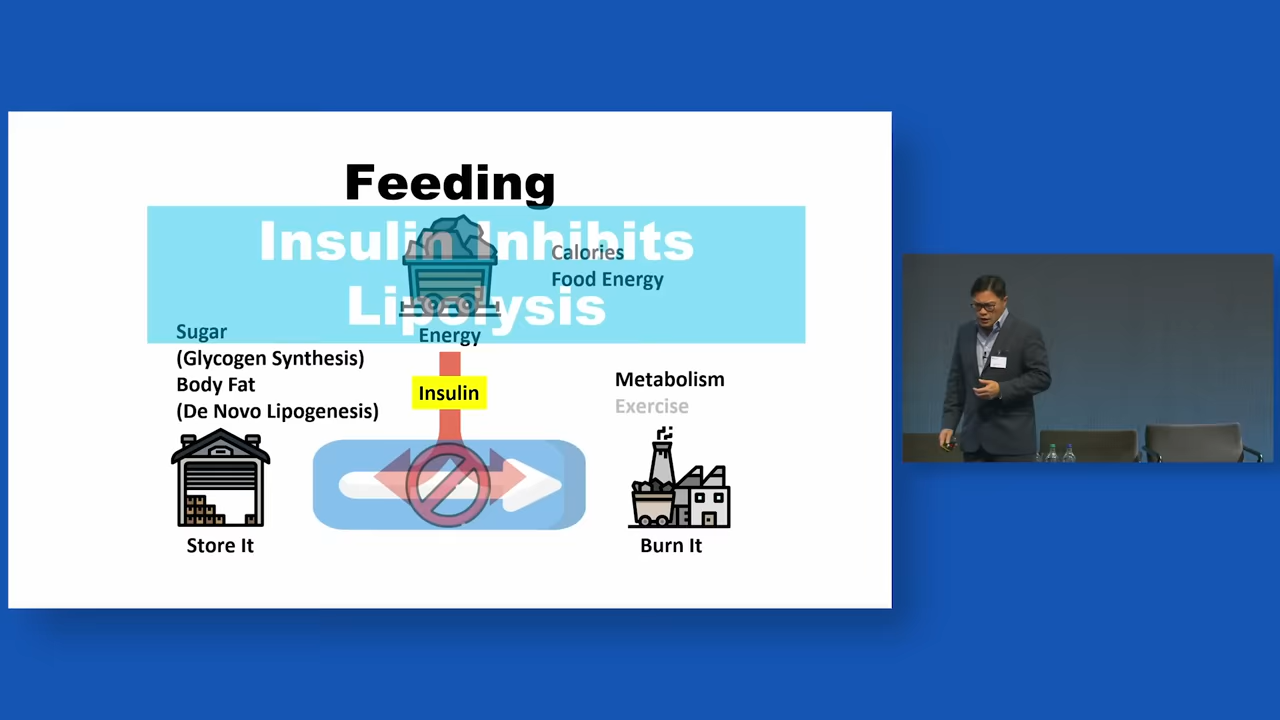 Feeding
Insulin Inhibits
Lipolysis
Calories
Food Energy
Energy
Sugar
(Glycogen Synthesis)
Body Fat
(De Novo Lipogenesis)
Insulin
Metabolism
Exercise
Store It
Burn It